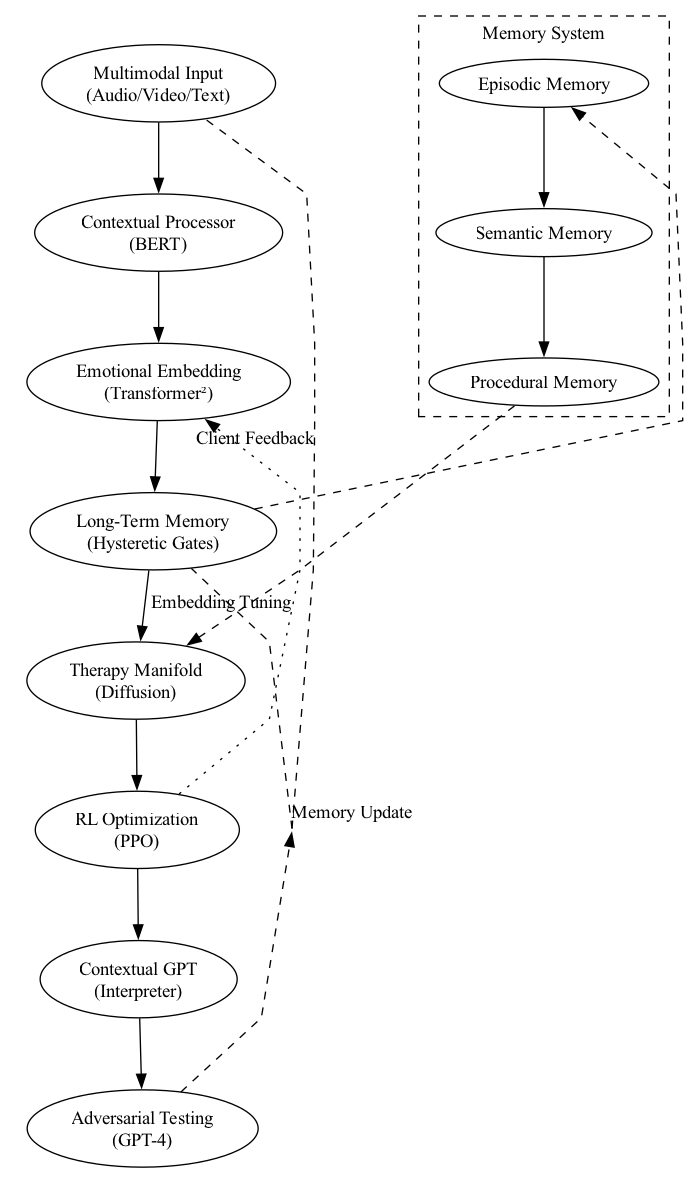 Memory System
Multimodal Input
(Audio/Video/Text)
Episodic Memory
Contextual Processor
(BERT)
Semantic Memory
Emotional Embedding
(Transformer²)
Procedural Memory
Client Feedback
Long-Term Memory
(Hysteretic Gates)
Embedding Tuning
Therapy Manifold
(Diffusion)
Memory Update
RL Optimization
(PPO)
Contextual GPT
(Interpreter)
Adversarial Testing
(GPT-4)